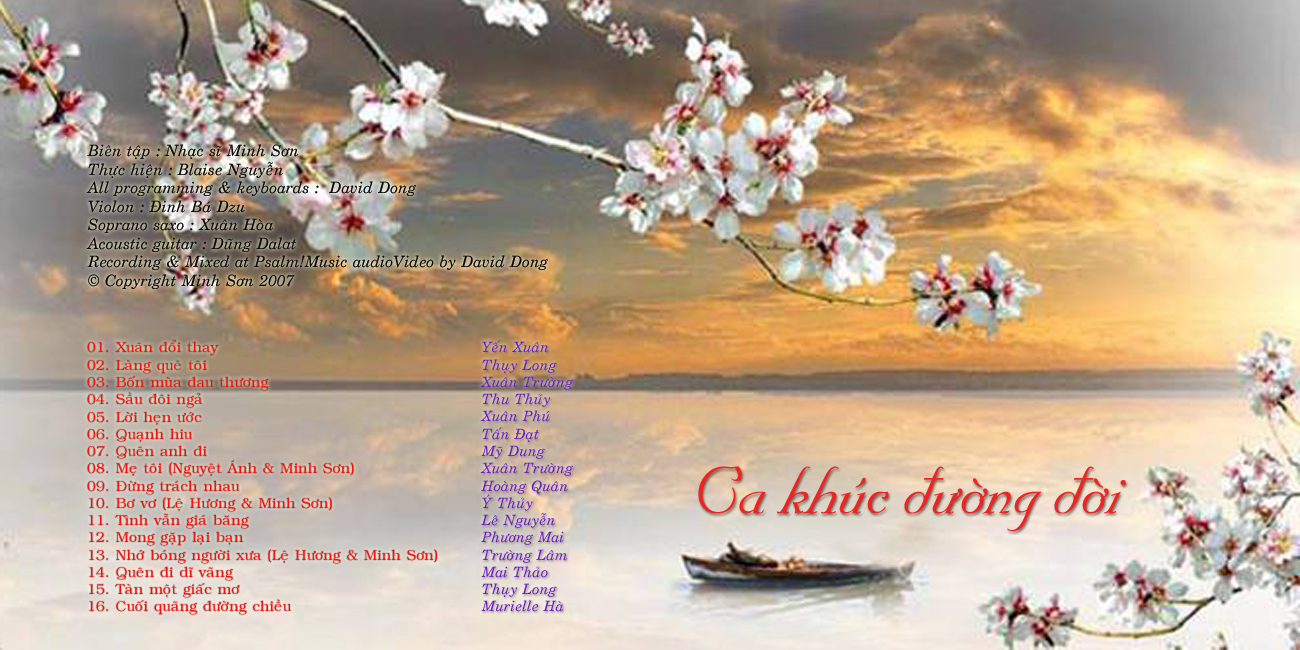 Biên tập : Nhạc sĩ Minh Sơn
Thực hiện : Blaise Nguyễn
All programming & keyboards : David Dong
Violon : Đinh Bá Dzu
Soprano saxo : Xuân Hòa
Acoustic guitar : Dũng Dalat
Recording & Mixed at Psalm!Music audioVideo by David Dong
© Copyright Minh Sơn 2007
01. Xuân đổi thay Yến Xuân
02. Làng quê tôi Thụy Long
03. Bốn mùa đau thương Xuân Trường
04. Sầu đôi ngả Thu Thủy
05. Lời hẹn ước Xuân Phú
06. Quạnh hiu Tấn Đạt
07. Quên anh đi Mỹ Dung
08. Mẹ tôi (Nguyệt Ánh & Minh Sơn) Xuân Trường
09. Đừng trách nhau Hoàng Quân
10. Bơ vơ (Lệ Hương & Minh Sơn) Ý Thủy
11. Tình vẫn giá băng Lê Nguyễn
12. Mong gặp lại bạn Phương Mai
13. Nhớ bóng người xưa (Lệ Hương & Minh Sơn) Trường Lâm
14. Quên đi dĩ vãng Mai Thảo
15. Tàn một giấc mơ Thụy Long
16. Cuối quãng đường chiều Murielle Hà
Ca khúc đường đời